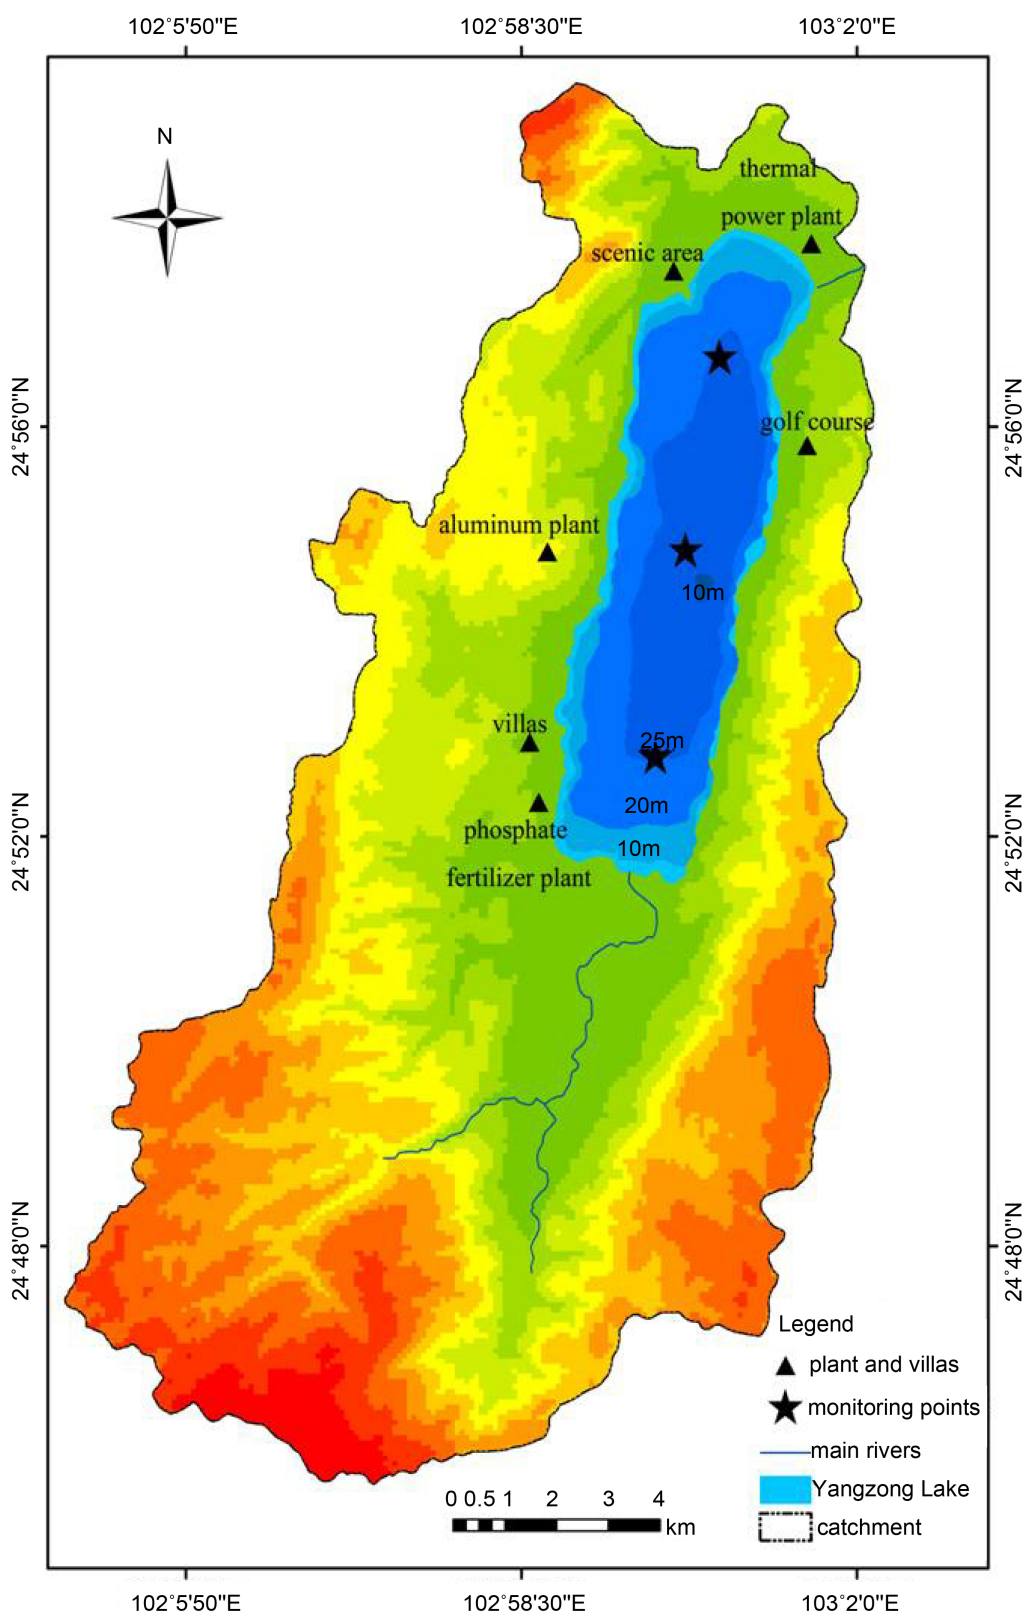 102°5'50"E 102°58'30"E 103°2'0"E
N
thermal
power plant
scenic area
24°56'0"N
24°56'0"N
golf course
aluminum plant
10m
villas
25m
20m
phosphate
10m
24°52'0"N
24°52'0"N
fertilizer plant
24°48'0"N
24°48'0"N
Legend
plant and villas
monitoring points
main rivers
Yangzong Lake
catchment
0 0.5 1 2 3 4
km
102°5'50"E 102°58'30"E 103°2'0"E